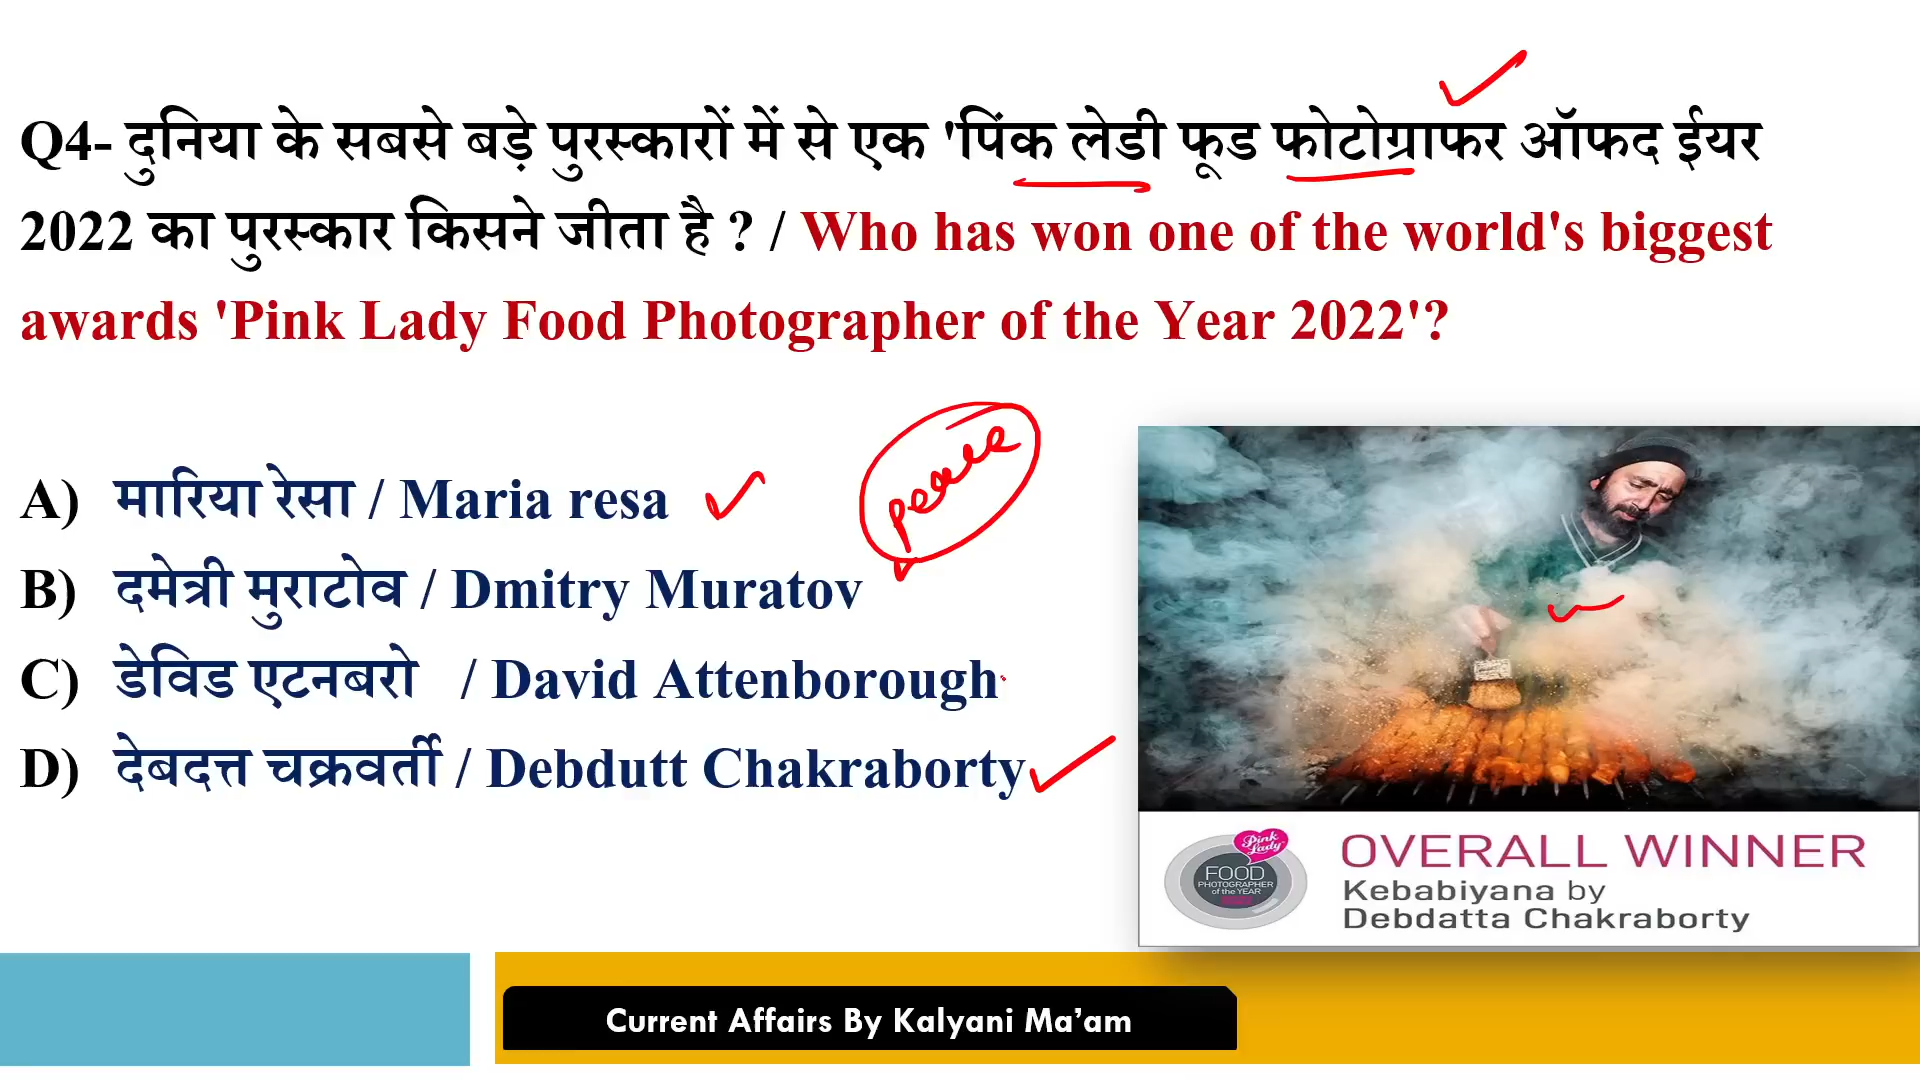 Q4- दुनिया के सबसे बड़े पुरस्कारों में से एक 'पिंक लेडी फूड फोटोग्राफर ऑफद ईयर
2022 का पुरस्कार किसने जीता है ? / Who has won one of the world's biggest
awards 'Pink Lady Food Photographer of the Year 2022'?
peace
A) मारिया रेसा / Maria resa
B) दमेत्री मुराटोव / Dmitry Muratov
C) डेविड एटनबरो / David Attenborough
D) देबदत्त चक्रवर्ती / Debdutt Chakraborty
Pink
Lady
FOOD
PHOTOGRAPHER
of the YEAR
OVERALL WINNER
Kebabiyana by
Debdatta Chakraborty
Current Affairs By Kalyani Ma'am